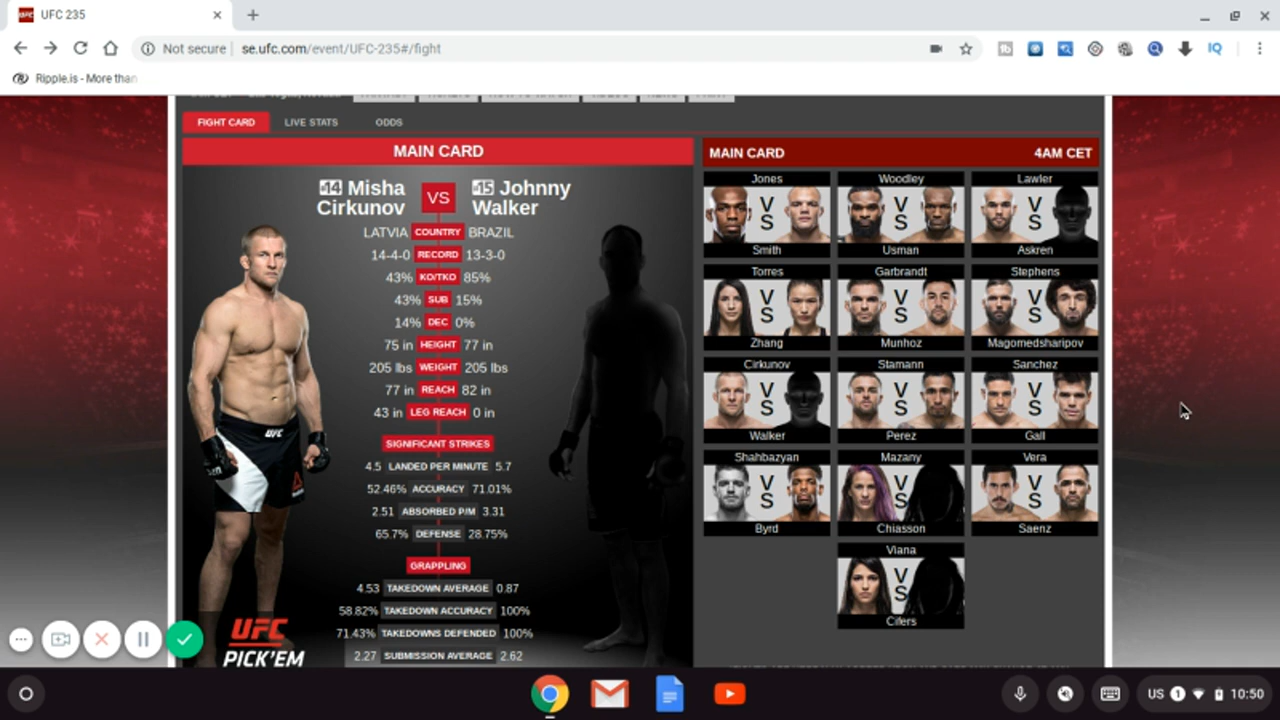 UFC 235
Not secure se.ufc.com/event/UFC-235#/fight
Ripple.is - More than
FIGHT CARD LIVE STATS ODDS
MAIN CARD
#14 Misha Cirkunov
VS
#15 Johnny Walker
LATVIA COUNTRY BRAZIL
14-4-0 RECORD 13-3-0
43% KO/TKO 85%
43% SUB 15%
14% DEC 0%
75 in HEIGHT 77 in
205 lbs WEIGHT 205 lbs
77 in REACH 82 in
43 in LEG REACH 0 in
SIGNIFICANT STRIKES
4.5 LANDED PER MINUTE 5.7
52.46% ACCURACY 71.01%
2.51 ABSORBED P/M 3.31
65.7% DEFENSE 28.75%
GRAPPLING
4.53 TAKEDOWN AVERAGE 0.87
58.82% TAKEDOWN ACCURACY 100%
71.43% TAKEDOWNS DEFENDED 100%
2.27 SUBMISSION AVERAGE 2.62
UFC
UFC
PICK'EM
MAIN CARD 4AM CET
Jones Woodley Lawler
VS VS VS
Smith Usman Askren
Torres Garbrandt Stephens
VS VS VS
Zhang Munhoz Magomedsharipov
Cirkunov Stamann Sanchez
VS VS VS
Walker Perez Gall
Shahbazyan Mazany Vera
VS VS VS
Byrd Chiasson Saenz
Viana
VS
Cifers
IQ
US 1 10:50